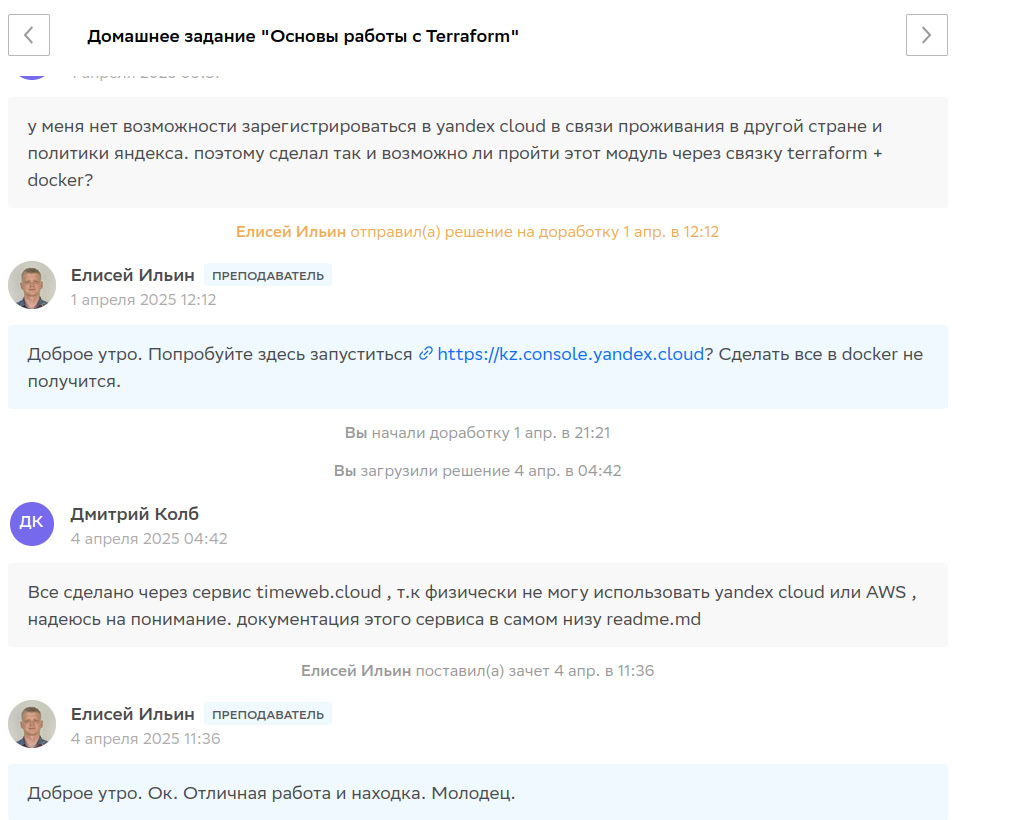 Домашнее задание "Основы работы с Terraform"
у меня нет возможности зарегистрироваться в yandex cloud в связи проживания в другой стране и
политики яндекса. поэтому сделал так и возможно ли пройти этот модуль через связку terraform +
docker?
Елисей Ильин отправил(а) решение на доработку 1 апр. в 12:12
Елисей Ильин ПРЕПОДАВАТЕЛЬ
1 апреля 2025 12:12
Доброе утро. Попробуйте здесь запуститься https://kz.console.yandex.cloud? Сделать все в docker не
получится.
Вы начали доработку 1 апр. в 21:21
Вы загрузили решение 4 апр. в 04:42
ДК Дмитрий Колб
4 апреля 2025 04:42
Все сделано через сервис timeweb.cloud , т.к физически не могу использовать yandex cloud или AWS ,
надеюсь на понимание. документация этого сервиса в самом низу readme.md
Елисей Ильин поставил(а) зачет 4 апр. в 11:36
Елисей Ильин ПРЕПОДАВАТЕЛЬ
4 апреля 2025 11:36
Доброе утро. Ок. Отличная работа и находка. Молодец.